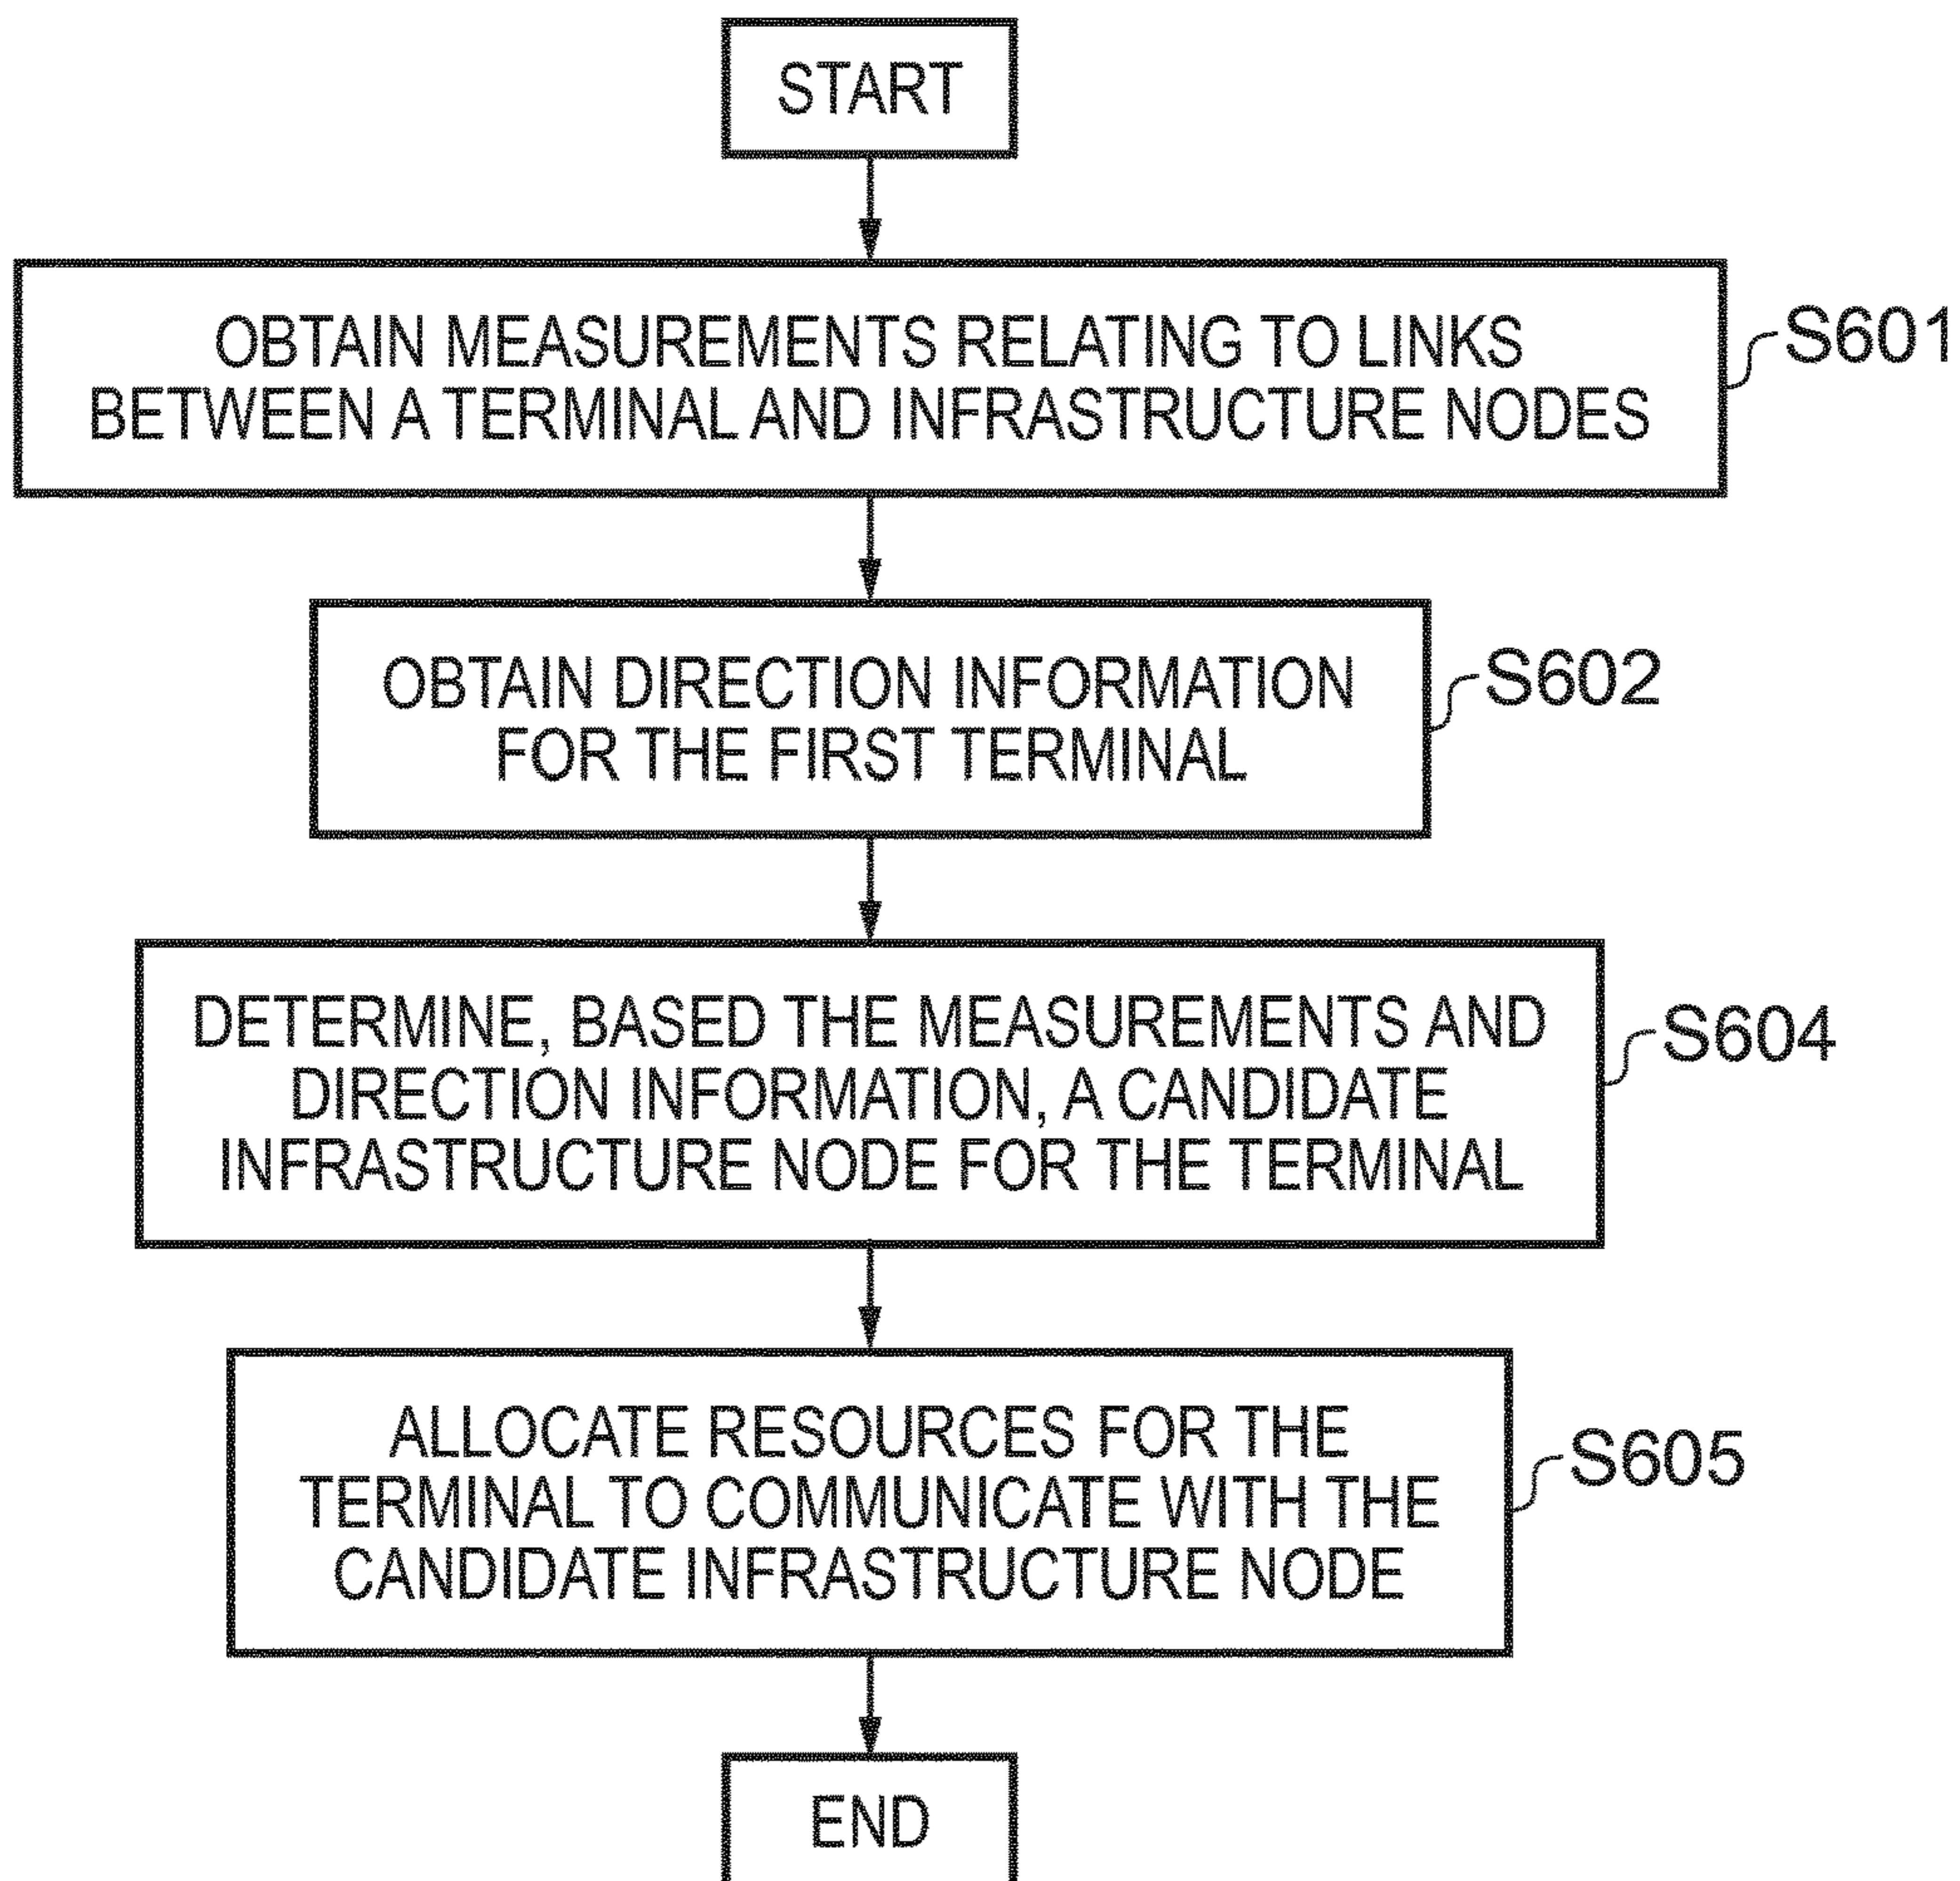 START
OBTAIN MEASUREMENTS RELATING TO LINKS
BETWEEN A TERMINAL AND INFRASTRUCTURE NODES
S601
OBTAIN DIRECTION INFORMATION
FOR THE FIRST TERMINAL
S602
DETERMINE, BASED THE MEASUREMENTS AND
DIRECTION INFORMATION, A CANDIDATE
INFRASTRUCTURE NODE FOR THE TERMINAL
S604
ALLOCATE RESOURCES FOR THE
TERMINAL TO COMMUNICATE WITH THE
CANDIDATE INFRASTRUCTURE NODE
S605
END